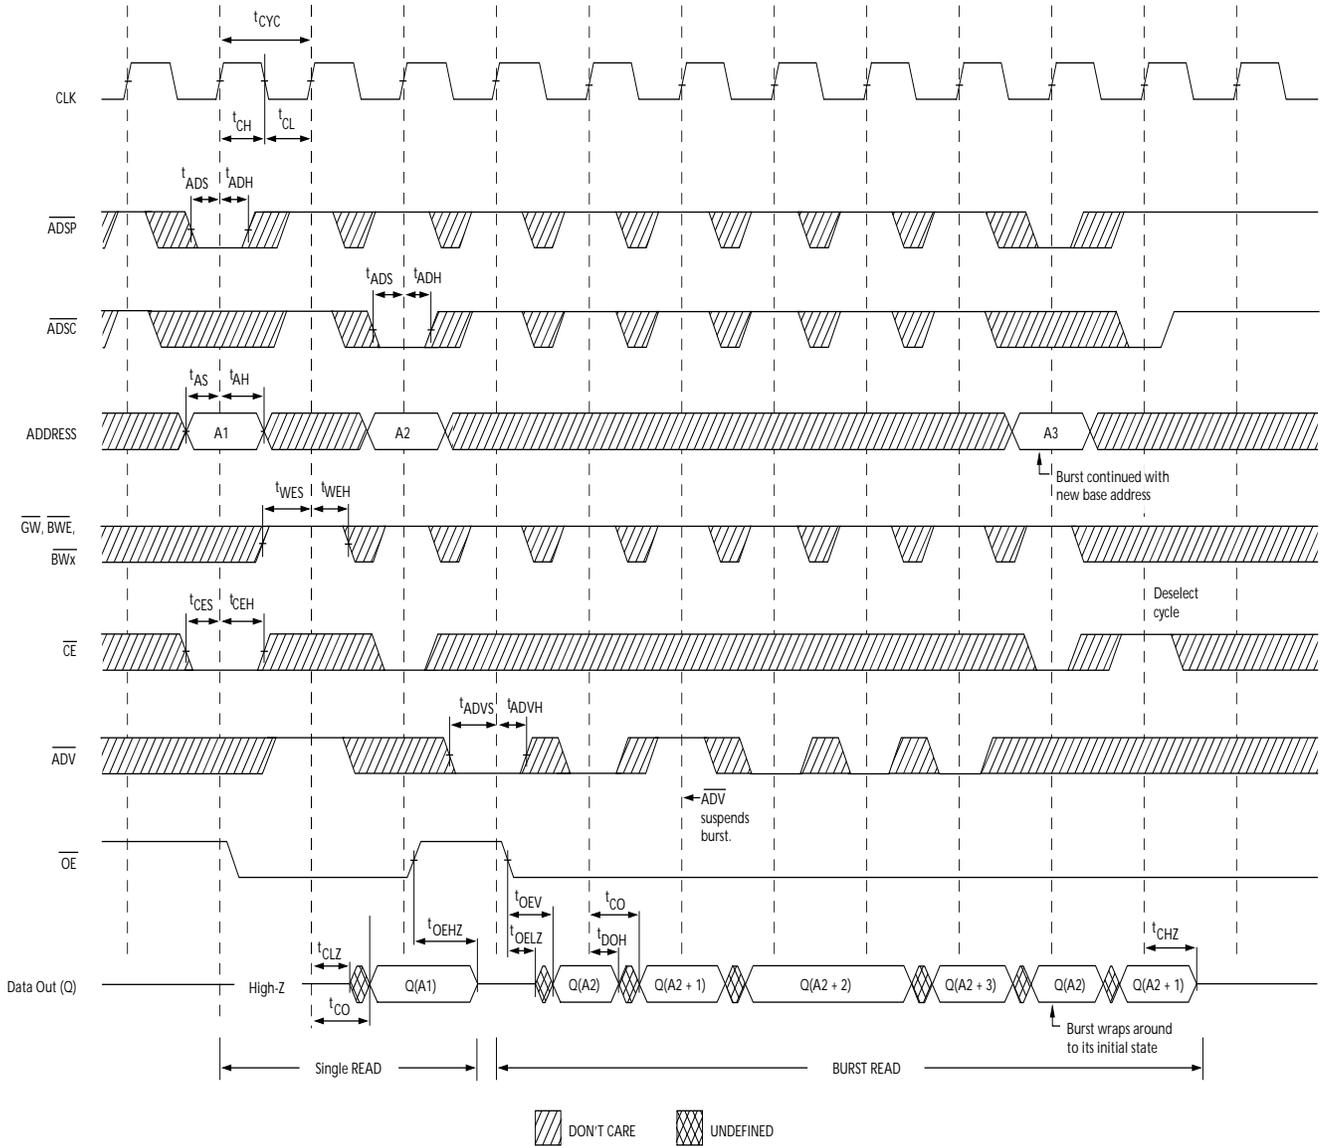 tCYC
CLK
tCH
tCL
tADS
tADH
ADSP
tADS
tADH
ADSC
tAS
tAH
ADDRESS
A1
A2
A3
Burst continued with
new base address
tWES
tWEH
GW, BWE,
BWx
Deselect
cycle
tCES
tCEH
CE
tADVS
tADVH
ADV
ADV
suspends
burst.
OE
tOEV
tCO
tOEHZ
tOELZ
tDOH
tCHZ
tCLZ
Data Out (Q)
High-Z
Q(A1)
Q(A2)
Q(A2 + 1)
Q(A2 + 2)
Q(A2 + 3)
Q(A2)
Q(A2 + 1)
tCO
Burst wraps around
to its initial state
Single READ
BURST READ
DON'T CARE
UNDEFINED